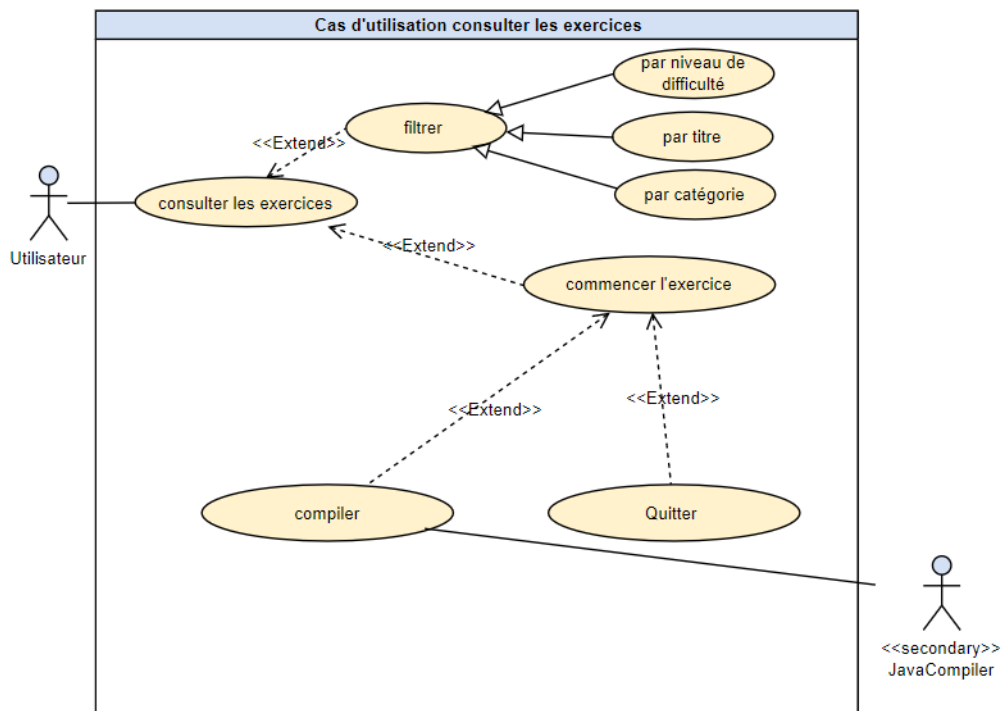 Cas d'utilisation consulter les exercices
par niveau de
difficulté
filtrer
par titre
<<Extend>>
par catégorie
consulter les exercices
Utilisateur
<<Extend>>
commencer l'exercice
<<Extend>>
<<Extend>>
compiler
Quitter
<<secondary>>
JavaCompiler